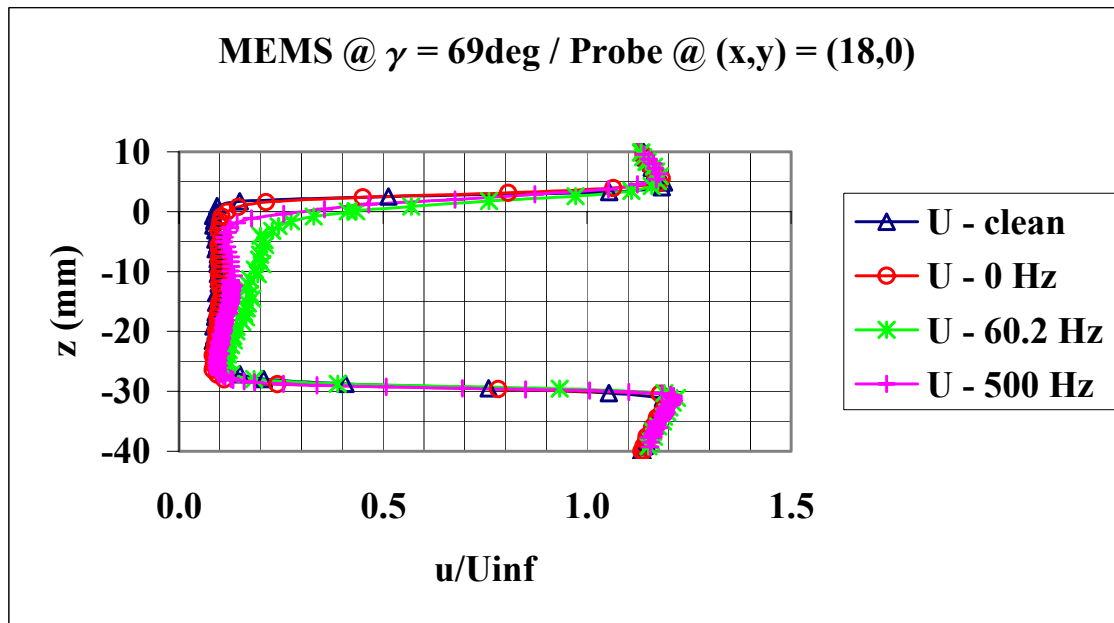 MEMS @ γ = 69deg / Probe @ (x,y) = (18,0)
10
0
-10
-20
-30
-40
z (mm)
0.0 0.5 1.0 1.5
u/Uinf
U - clean
U - 0 Hz
U - 60.2 Hz
U - 500 Hz